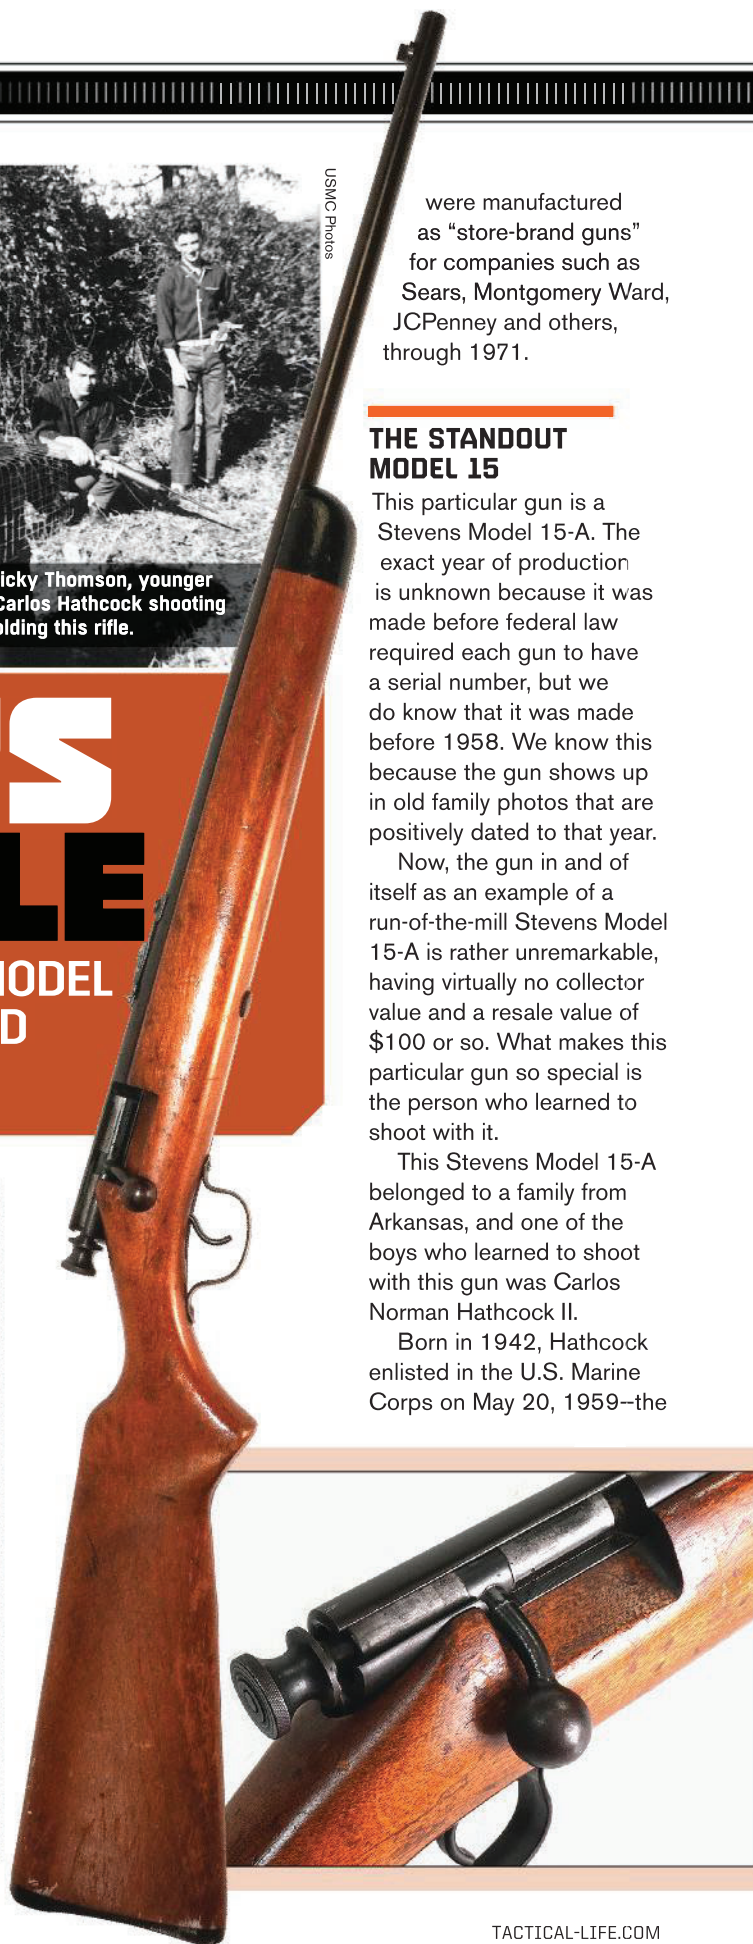 USMC Photos
were manufactured
as “store-brand guns”
for companies such as
Sears, Montgomery Ward,
JCPenney and others,
through 1971.
icky Thomson, younger
Carlos Hathcock shooting
olding this rifle.
S
LE
MODEL
D
THE STANDOUT
MODEL 15
This particular gun is a
Stevens Model 15-A. The
exact year of production
is unknown because it was
made before federal law
required each gun to have
a serial number, but we
do know that it was made
before 1958. We know this
because the gun shows up
in old family photos that are
positively dated to that year.
Now, the gun in and of
itself as an example of a
run-of-the-mill Stevens Model
15-A is rather unremarkable,
having virtually no collector
value and a resale value of
$100 or so. What makes this
particular gun so special is
the person who learned to
shoot with it.
This Stevens Model 15-A
belonged to a family from
Arkansas, and one of the
boys who learned to shoot
with this gun was Carlos
Norman Hathcock II.
Born in 1942, Hathcock
enlisted in the U.S. Marine
Corps on May 20, 1959--the
TACTICAL-LIFE.COM